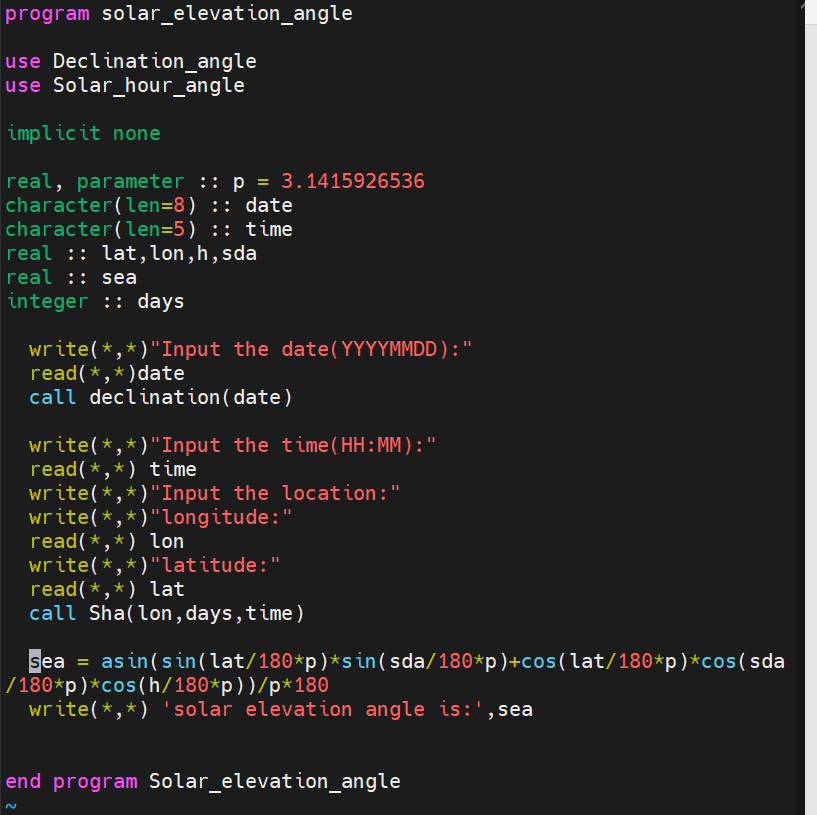 program solar_elevation_angle
use Declination_angle
use Solar_hour_angle
implicit none
real, parameter :: p = 3.1415926536
character(len=8) :: date
character(len=5) :: time
real :: lat,lon,h,sda
real :: sea
integer :: days
write(*,*)"Input the date(YYYYMMDD):"
read(*,*)date
call declination(date)
write(*,*)"Input the time(HH:MM):"
read(*,*) time
write(*,*)"Input the location:"
write(*,*)"longitude:"
read(*,*) lon
write(*,*)"latitude:"
read(*,*) lat
call Sha(lon,days,time)
sea = asin(sin(lat/180*p)*sin(sda/180*p)+cos(lat/180*p)*cos(sda
/180*p)*cos(h/180*p))/p*180
write(*,*) 'solar elevation angle is:',sea
end program Solar_elevation_angle
~